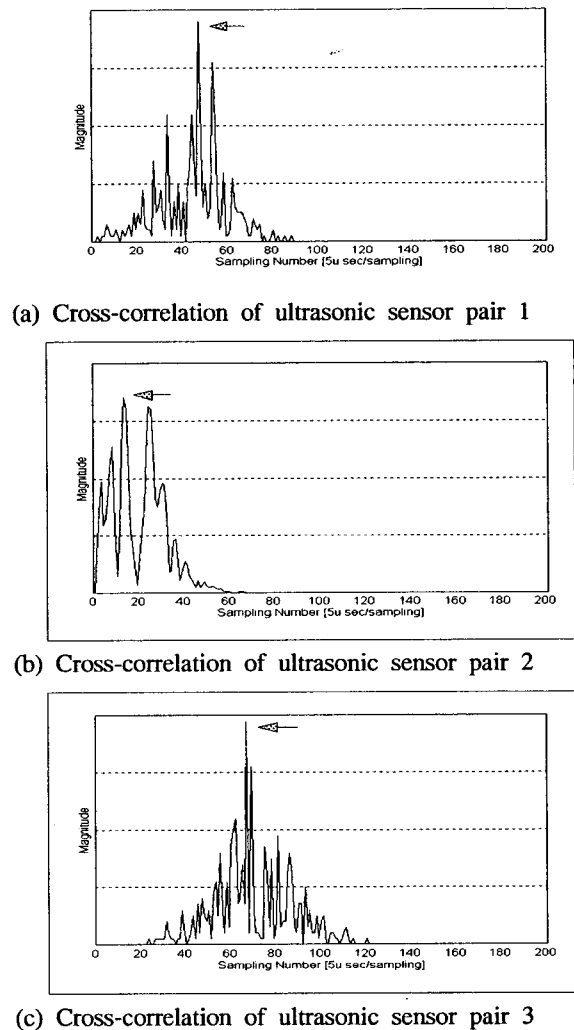 Magnitude
0 20 40 60 80 100 120 140 160 180 200
Sampling Number [5u sec/sampling]
(a) Cross-correlation of ultrasonic sensor pair 1
Magnitude
0 20 40 60 80 100 120 140 160 180 200
Sampling Number [5u sec/sampling]
(b) Cross-correlation of ultrasonic sensor pair 2
Magnitude
0 20 40 60 80 100 120 140 160 180 200
Sampling Number [5u sec/sampling]
(c) Cross-correlation of ultrasonic sensor pair 3